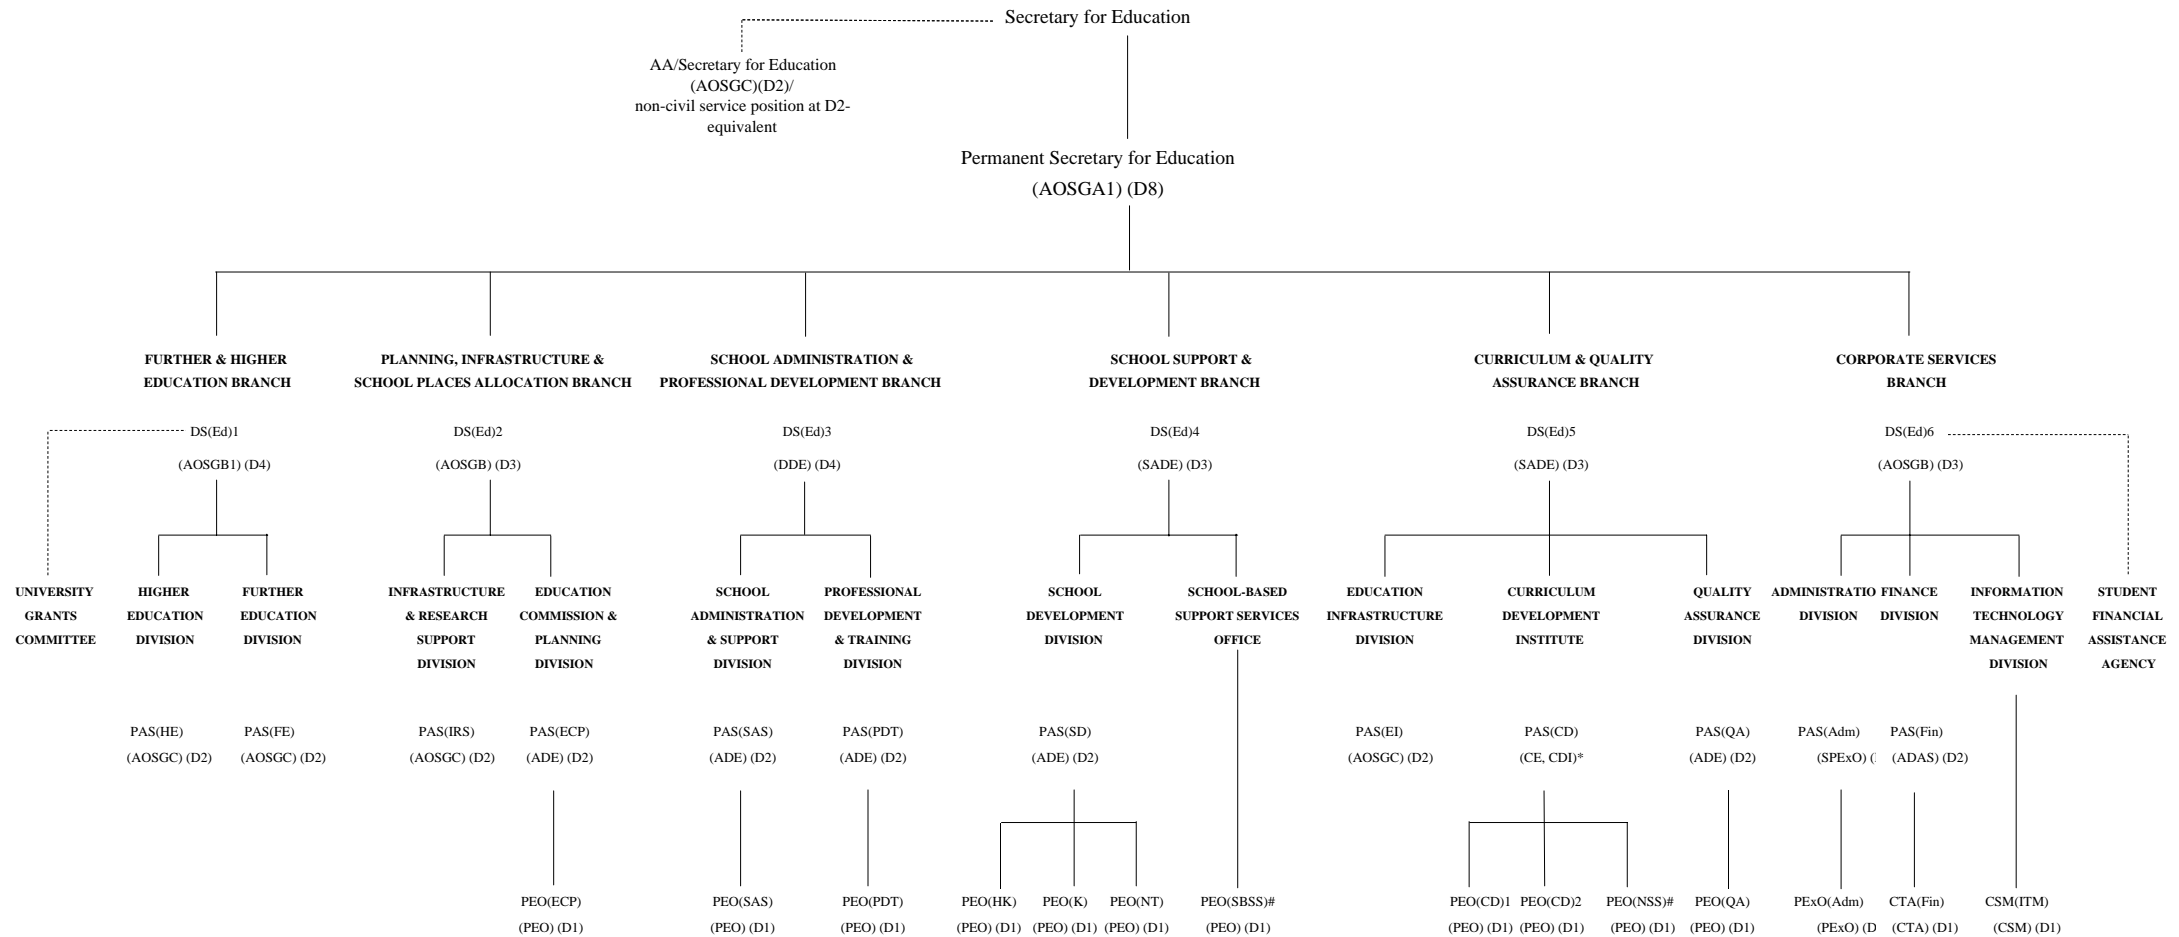 Secretary for Education
AA/Secretary for Education
(AOSGC)(D2)/
non-civil service position at D2-
equivalent
Permanent Secretary for Education
(AOSGA1) (D8)
FURTHER & HIGHER
EDUCATION BRANCH
PLANNING, INFRASTRUCTURE &
SCHOOL PLACES ALLOCATION BRANCH
SCHOOL ADMINISTRATION &
PROFESSIONAL DEVELOPMENT BRANCH
SCHOOL SUPPORT &
DEVELOPMENT BRANCH
CURRICULUM & QUALITY
ASSURANCE BRANCH
CORPORATE SERVICES
BRANCH
DS(Ed)1
(AOSGB1) (D4)
DS(Ed)2
(AOSGB) (D3)
DS(Ed)3
(DDE) (D4)
DS(Ed)4
(SADE) (D3)
DS(Ed)5
(SADE) (D3)
DS(Ed)6
(AOSGB) (D3)
UNIVERSITY
GRANTS
COMMITTEE
HIGHER
EDUCATION
DIVISION
FURTHER
EDUCATION
DIVISION
INFRASTRUCTURE
& RESEARCH
SUPPORT
DIVISION
EDUCATION
COMMISSION &
PLANNING
DIVISION
SCHOOL
ADMINISTRATION
& SUPPORT
DIVISION
PROFESSIONAL
DEVELOPMENT
& TRAINING
DIVISION
SCHOOL
DEVELOPMENT
DIVISION
SCHOOL-BASED
SUPPORT SERVICES
OFFICE
EDUCATION
INFRASTRUCTURE
DIVISION
CURRICULUM
DEVELOPMENT
INSTITUTE
QUALITY
ASSURANCE
DIVISION
ADMINISTRATIO
DIVISION
FINANCE
DIVISION
INFORMATION
TECHNOLOGY
MANAGEMENT
DIVISION
STUDENT
FINANCIAL
ASSISTANCE
AGENCY
PAS(HE)
(AOSGC) (D2)
PAS(FE)
(AOSGC) (D2)
PAS(IRS)
(AOSGC) (D2)
PAS(ECP)
(ADE) (D2)
PAS(SAS)
(ADE) (D2)
PAS(PDT)
(ADE) (D2)
PAS(SD)
(ADE) (D2)
PAS(EI)
(AOSGC) (D2)
PAS(CD)
(CE, CDI)*
PAS(QA)
(ADE) (D2)
PAS(Adm)
(SPExO) (
PAS(Fin)
(ADAS) (D2)
PEO(ECP)
(PEO) (D1)
PEO(SAS)
(PEO) (D1)
PEO(PDT)
(PEO) (D1)
PEO(HK)
(PEO) (D1)
PEO(K)
(PEO) (D1)
PEO(NT)
(PEO) (D1)
PEO(SBSS)#
(PEO) (D1)
PEO(CD)1
(PEO) (D1)
PEO(CD)2
(PEO) (D1)
PEO(NSS)#
(PEO) (D1)
PEO(QA)
(PEO) (D1)
PExO(Adm)
(PExO) (D
CTA(Fin)
(CTA) (D1)
CSM(ITM)
(CSM) (D1)